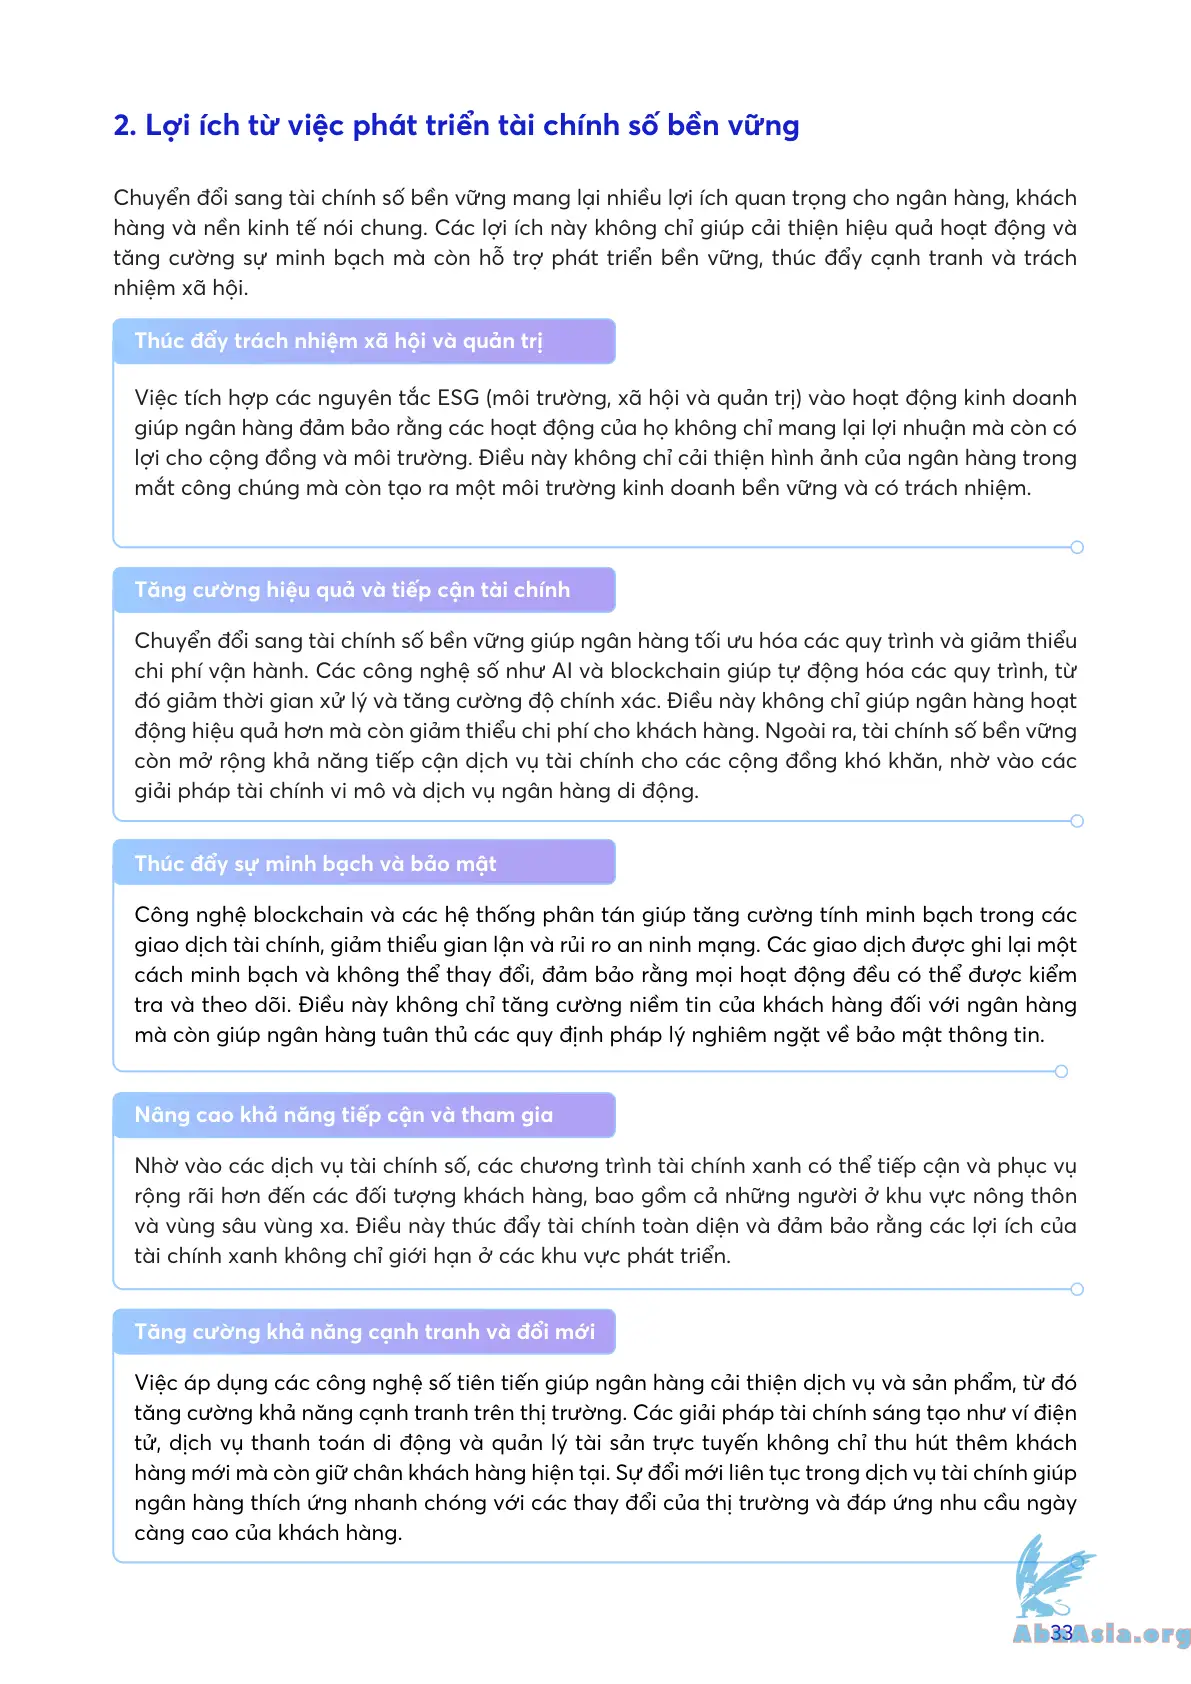 2. Lợi ích từ việc phát triển tài chính số bền vững
Chuyển đổi sang tài chính số bền vững mang lại nhiều lợi ích quan trọng cho ngân hàng, khách
hàng và nền kinh tế nói chung. Các lợi ích này không chỉ giúp cải thiện hiệu quả hoạt động và
tăng cường sự minh bạch mà còn hỗ trợ phát triển bền vững, thúc đẩy cạnh tranh và trách
nhiệm xã hội.
Thúc đẩy trách nhiệm xã hội và quản trị
Việc tích hợp các nguyên tắc ESG (môi trường, xã hội và quản trị) vào hoạt động kinh doanh
giúp ngân hàng đảm bảo rằng các hoạt động của họ không chỉ mang lại lợi nhuận mà còn có
lợi cho cộng đồng và môi trường. Điều này không chỉ cải thiện hình ảnh của ngân hàng trong
mắt công chúng mà còn tạo ra một môi trường kinh doanh bền vững và có trách nhiệm.
Tăng cường hiệu quả và tiếp cận tài chính
Chuyển đổi sang tài chính số bền vững giúp ngân hàng tối ưu hóa các quy trình và giảm thiểu
chi phí vận hành. Các công nghệ số như AI và blockchain giúp tự động hóa các quy trình, từ
đó giảm thời gian xử lý và tăng cường độ chính xác. Điều này không chỉ giúp ngân hàng hoạt
động hiệu quả hơn mà còn giảm thiểu chi phí cho khách hàng. Ngoài ra, tài chính số bền vững
còn mở rộng khả năng tiếp cận dịch vụ tài chính cho các cộng đồng khó khăn, nhờ vào các
giải pháp tài chính vi mô và dịch vụ ngân hàng di động.
Thúc đẩy sự minh bạch và bảo mật
Công nghệ blockchain và các hệ thống phân tán giúp tăng cường tính minh bạch trong các
giao dịch tài chính, giảm thiểu gian lận và rủi ro an ninh mạng. Các giao dịch được ghi lại một
cách minh bạch và không thể thay đổi, đảm bảo rằng mọi hoạt động đều có thể được kiểm
tra và theo dõi. Điều này không chỉ tăng cường niềm tin của khách hàng đối với ngân hàng
mà còn giúp ngân hàng tuân thủ các quy định pháp lý nghiêm ngặt về bảo mật thông tin.
Nâng cao khả năng tiếp cận và tham gia
Nhờ vào các dịch vụ tài chính số, các chương trình tài chính xanh có thể tiếp cận và phục vụ
rộng rãi hơn đến các đối tượng khách hàng, bao gồm cả những người ở khu vực nông thôn
và vùng sâu vùng xa. Điều này thúc đẩy tài chính toàn diện và đảm bảo rằng các lợi ích của
tài chính xanh không chỉ giới hạn ở các khu vực phát triển.
Tăng cường khả năng cạnh tranh và đổi mới
Việc áp dụng các công nghệ số tiên tiến giúp ngân hàng cải thiện dịch vụ và sản phẩm, từ đó
tăng cường khả năng cạnh tranh trên thị trường. Các giải pháp tài chính sáng tạo như ví điện
tử, dịch vụ thanh toán di động và quản lý tài sản trực tuyến không chỉ thu hút thêm khách
hàng mới mà còn giữ chân khách hàng hiện tại. Sự đổi mới liên tục trong dịch vụ tài chính giúp
ngân hàng thích ứng nhanh chóng với các thay đổi của thị trường và đáp ứng nhu cầu ngày
càng cao của khách hàng.
33